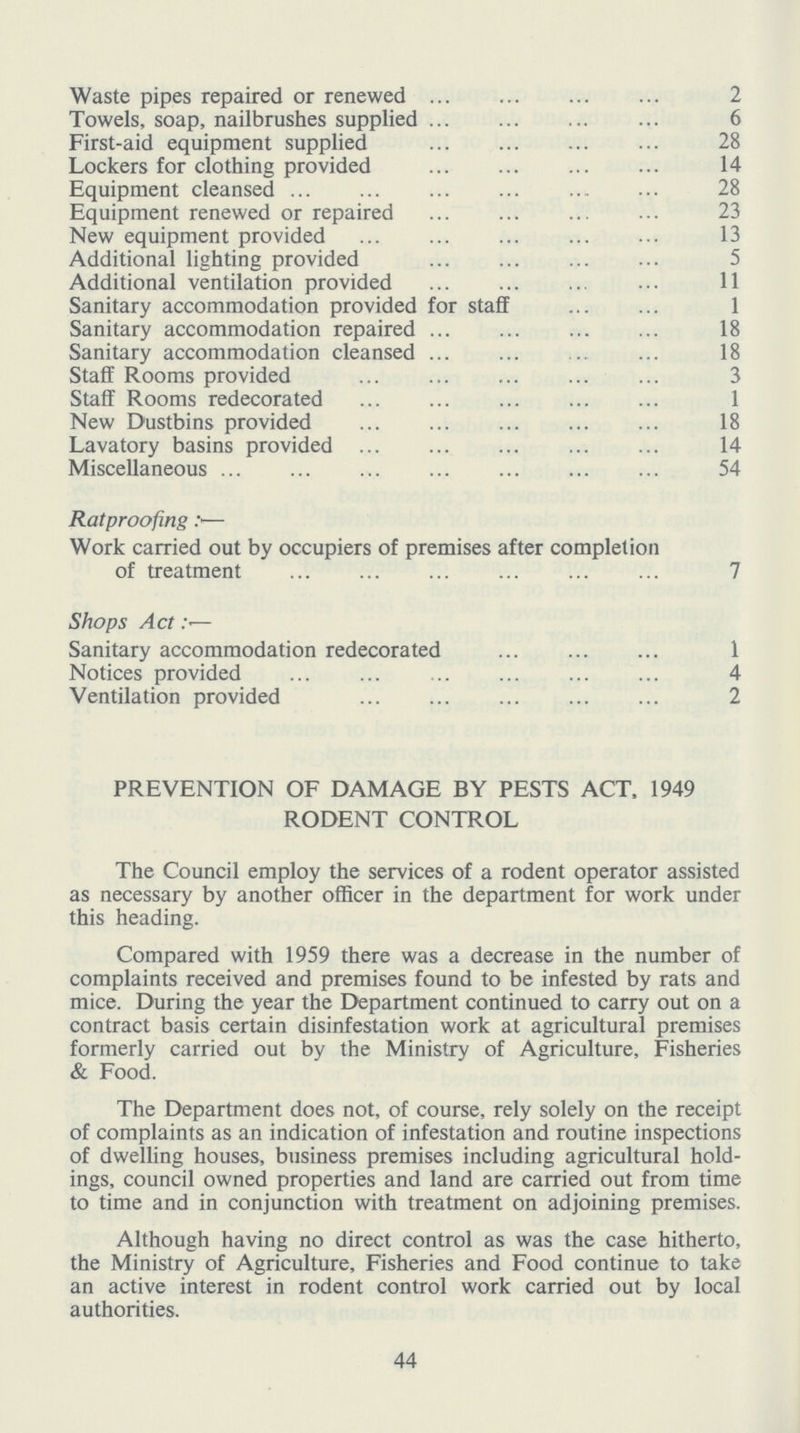 Waste pipes repaired or renewed ... ... ... ... 2
Towels, soap, nailbrushes supplied ... ... ... ... 6
First-aid equipment supplied ... ... ... ... 28
Lockers for clothing provided ... ... ... ... 14
Equipment cleansed ... ... ... ... ... ... 28
Equipment renewed or repaired ... ... ... ... 23
New equipment provided ... ... ... ... ... 13
Additional lighting provided ... ... ... ... 5
Additional ventilation provided ... ... ... ... 11
Sanitary accommodation provided for staff ... ... 1
Sanitary accommodation repaired ... ... ... ... 18
Sanitary accommodation cleansed ... ... ... ... 18
Staff Rooms provided ... ... ... ... ... 3
Staff Rooms redecorated ... ... ... ... ... 1
New Dustbins provided ... ... ... ... ... 18
Lavatory basins provided ... ... ... ... ... 14
Miscellaneous ... ... ... ... ... ... ... 54
Ratproofing :—
Work carried out by occupiers of premises after completion
of treatment ... ... ... ... ... ... 7
Shops Act :—
Sanitary accommodation redecorated ... ... ... 1
Notices provided ... ... ... ... ... ... 4
Ventilation provided ... ... ... ... ... 2
PREVENTION OF DAMAGE BY PESTS ACT, 1949
RODENT CONTROL
The Council employ the services of a rodent operator assisted
as necessary by another officer in the department for work under
this heading.
Compared with 1959 there was a decrease in the number of
complaints received and premises found to be infested by rats and
mice. During the year the Department continued to carry out on a
contract basis certain disinfestation work at agricultural premises
formerly carried out by the Ministry of Agriculture, Fisheries
& Food.
The Department does not, of course, rely solely on the receipt
of complaints as an indication of infestation and routine inspections
of dwelling houses, business premises including agricultural hold-
ings, council owned properties and land are carried out from time
to time and in conjunction with treatment on adjoining premises.
Although having no direct control as was the case hitherto,
the Ministry of Agriculture, Fisheries and Food continue to take
an active interest in rodent control work carried out by local
authorities.
44